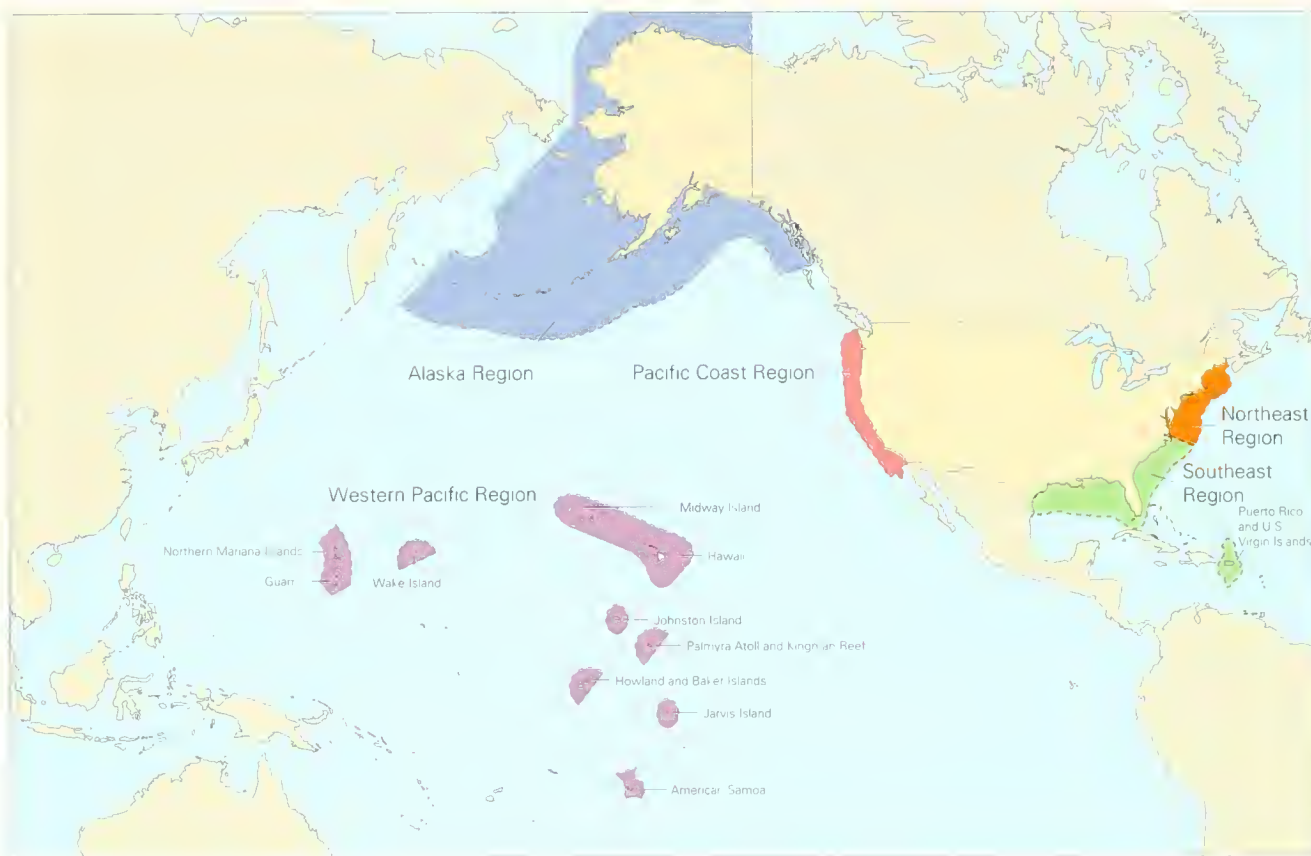 Alaska Region
Pacific Coast Region
Northeast
Region
Southeast
Region
Puerto Rico
and U S
Virgin Islands
Western Pacific Region
Midway Island
Northern Mariana Islands
Hawaii
Guam
Wake Island
Johnston Island
Palmyra Atoll and Kingman Reef
Howland and Baker Islands
Jarvis Island
American Samoa